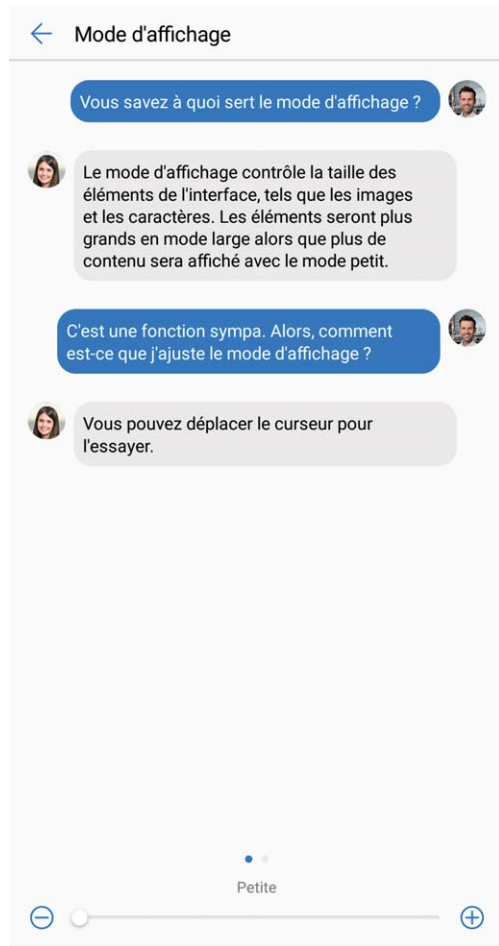 Mode d'affichage
Vous savez à quoi sert le mode d'affichage ?
Le mode d'affichage contrôle la taille des
éléments de l'interface, tels que les images
et les caractères. Les éléments seront plus
grands en mode large alors que plus de
contenu sera affiché avec le mode petit.
C'est une fonction sympa. Alors, comment
est-ce que j'ajuste le mode d'affichage ?
Vous pouvez déplacer le curseur pour
l'essayer.
Petite